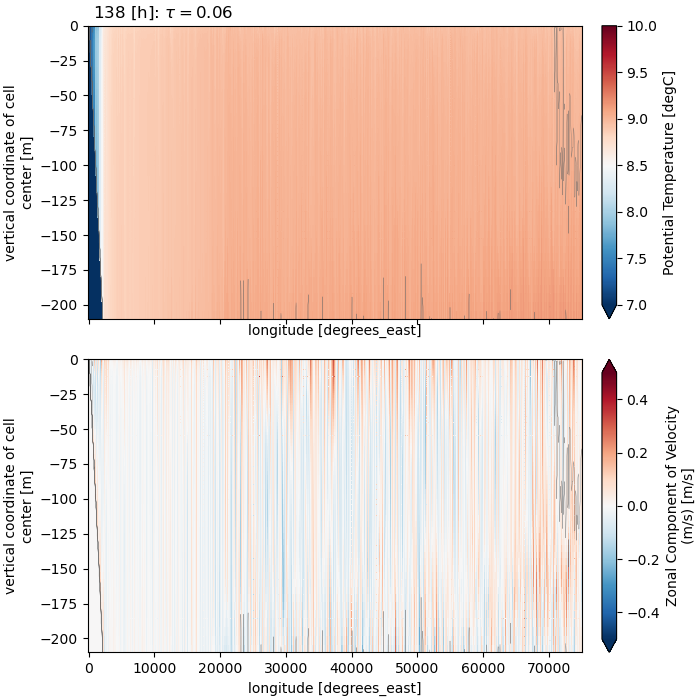 138 [h]: τ = 0.06
0
−25
−50
−75
−100
−125
−150
−175
−200
vertical coordinate of cell
center [m]
longitude [degrees_east]
10.0
9.5
9.0
8.5
8.0
7.5
7.0
Potential Temperature [degC]
0
−25
−50
−75
−100
−125
−150
−175
−200
vertical coordinate of cell
center [m]
0 10000 20000 30000 40000 50000 60000 70000
longitude [degrees_east]
0.4
0.2
0.0
−0.2
−0.4
Zonal Component of Velocity
(m/s) [m/s]